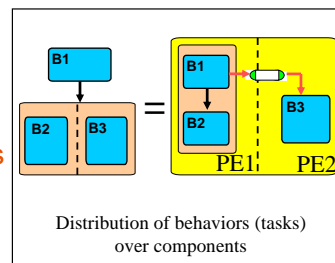 B1
B2
B3
s
=
B1
B2
B3
PE1
PE2
Distribution of behaviors (tasks)
over components